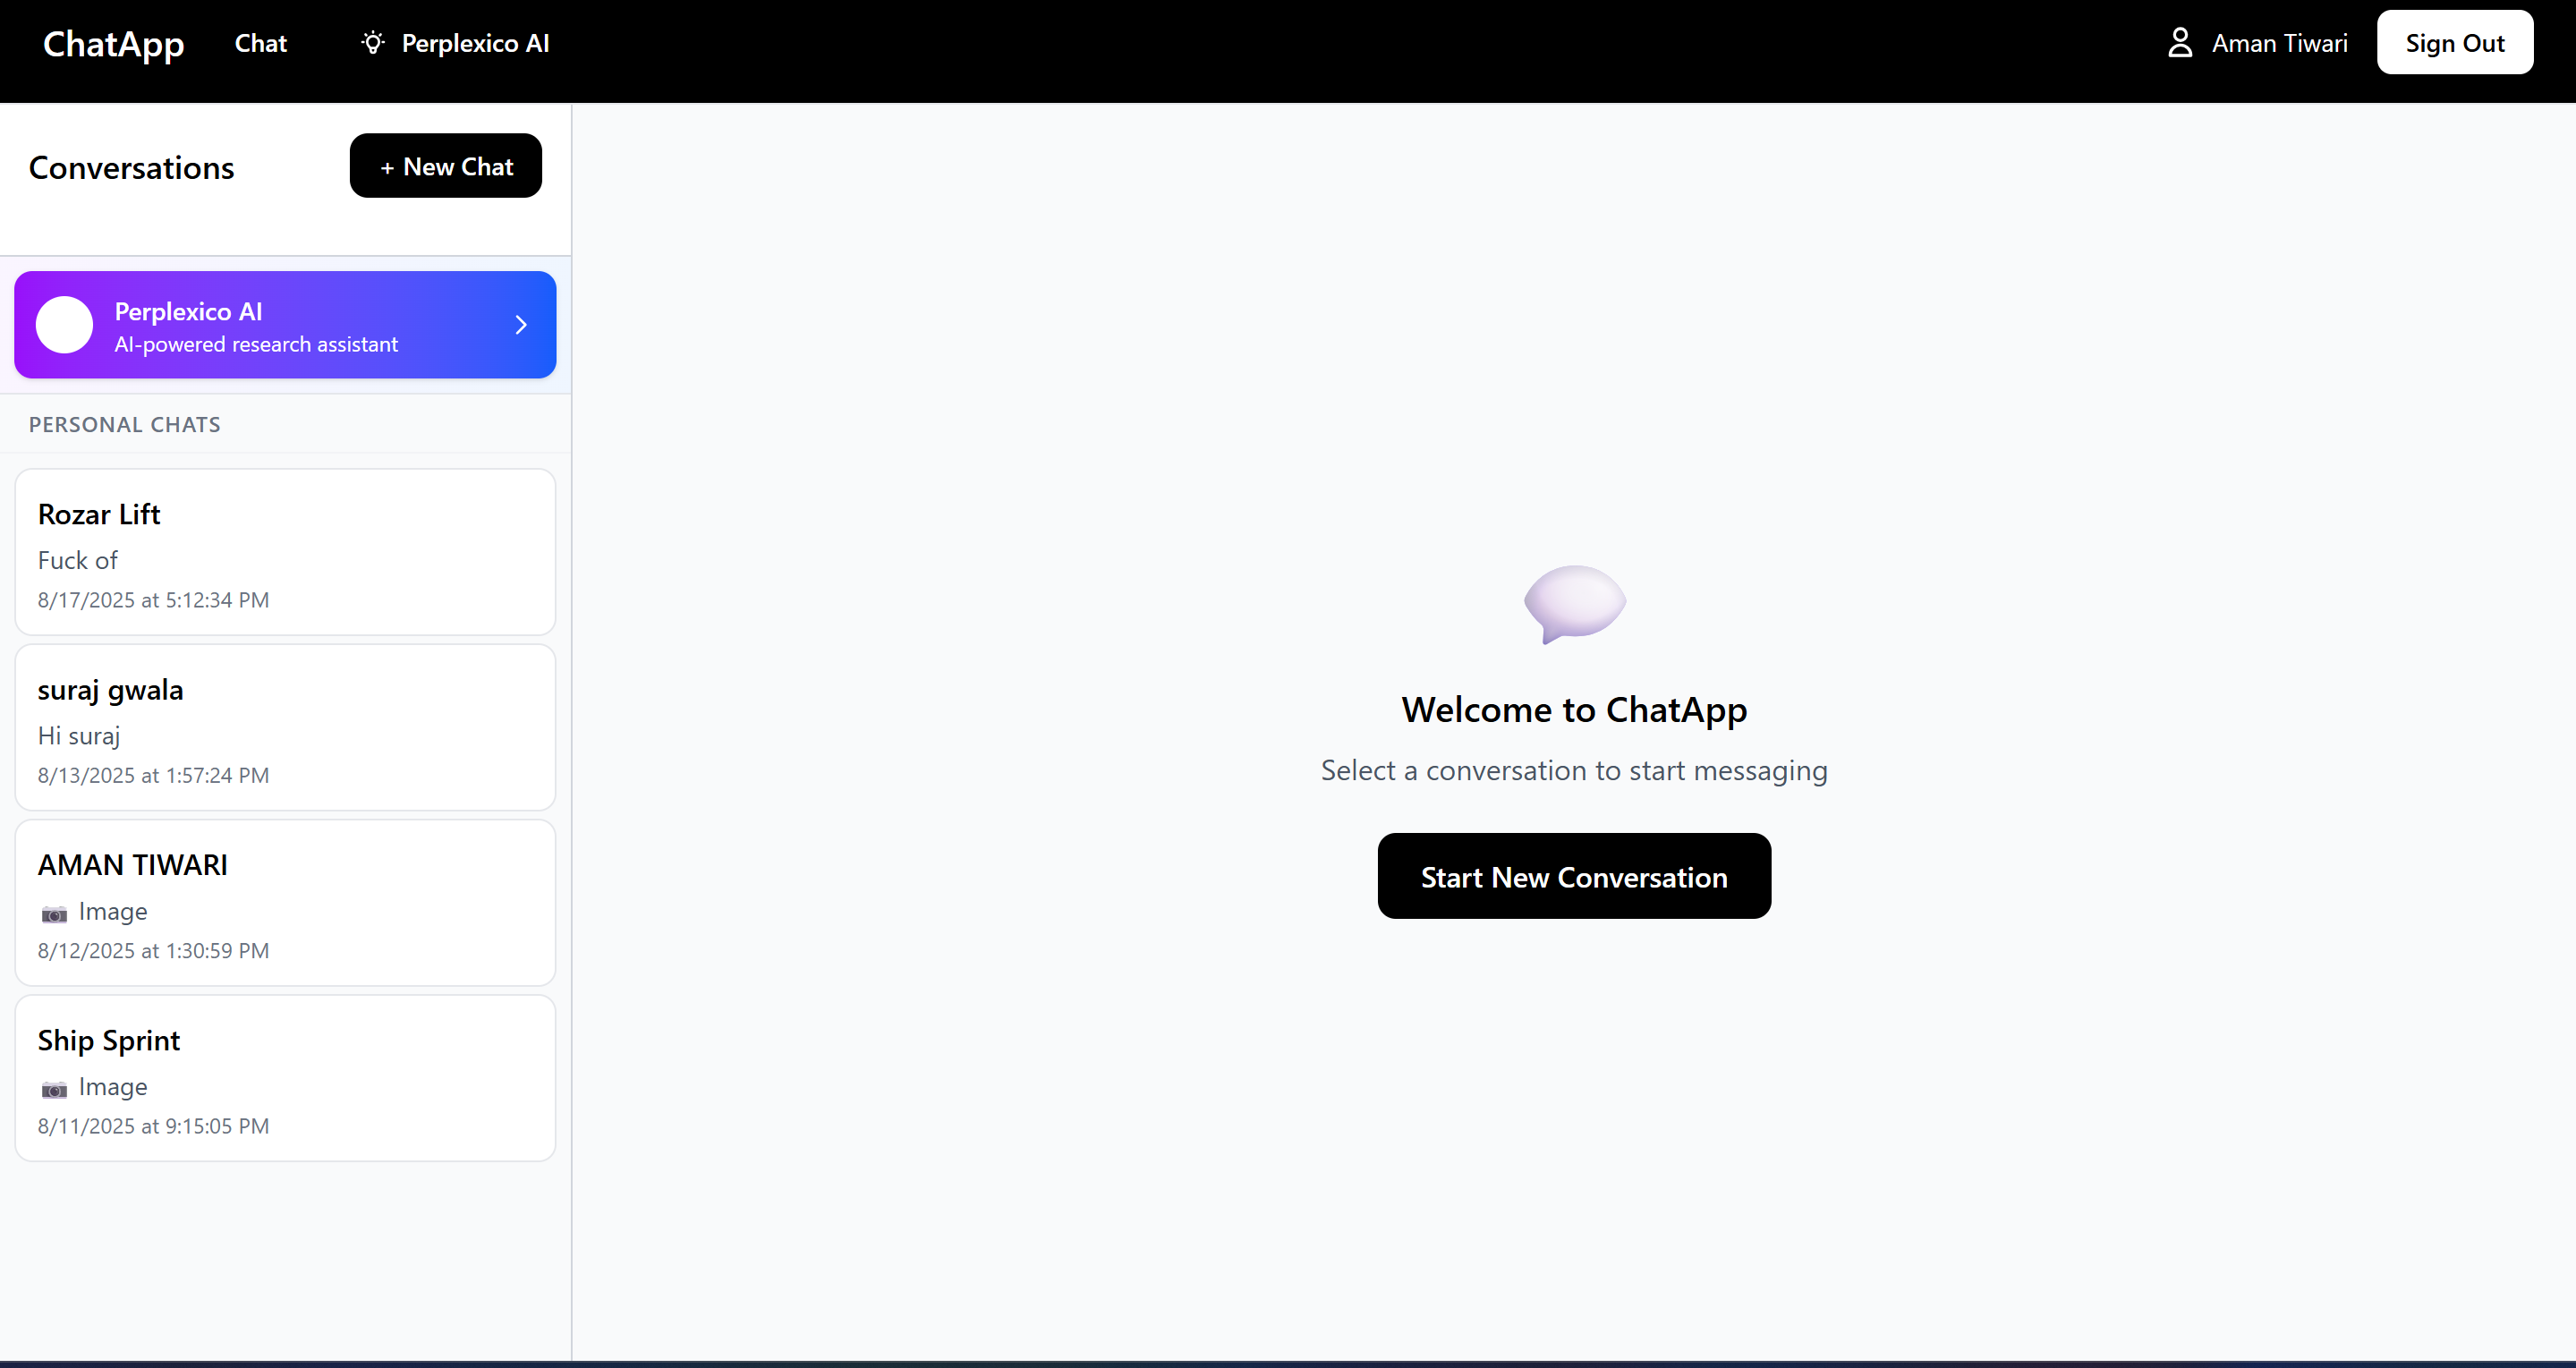 ChatApp
Chat
Perplexico AI
Aman Tiwari
Sign Out
Conversations
+ New Chat
Perplexico AI
AI-powered research assistant
PERSONAL CHATS
Rozar Lift
Fuck of
8/17/2025 at 5:12:34 PM
suraj gwala
Hi suraj
8/13/2025 at 1:57:24 PM
AMAN TIWARI
Image
8/12/2025 at 1:30:59 PM
Ship Sprint
Image
8/11/2025 at 9:15:05 PM
Welcome to ChatApp
Select a conversation to start messaging
Start New Conversation